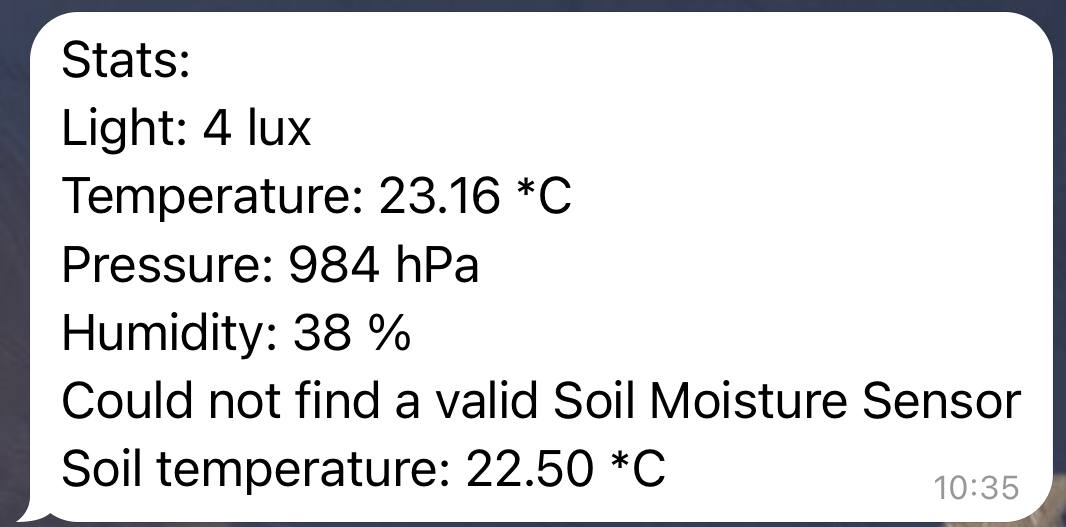 Stats:
Light: 4 lux
Temperature: 23.16 *C
Pressure: 984 hPa
Humidity: 38 %
Could not find a valid Soil Moisture Sensor
Soil temperature: 22.50 *C
10:35